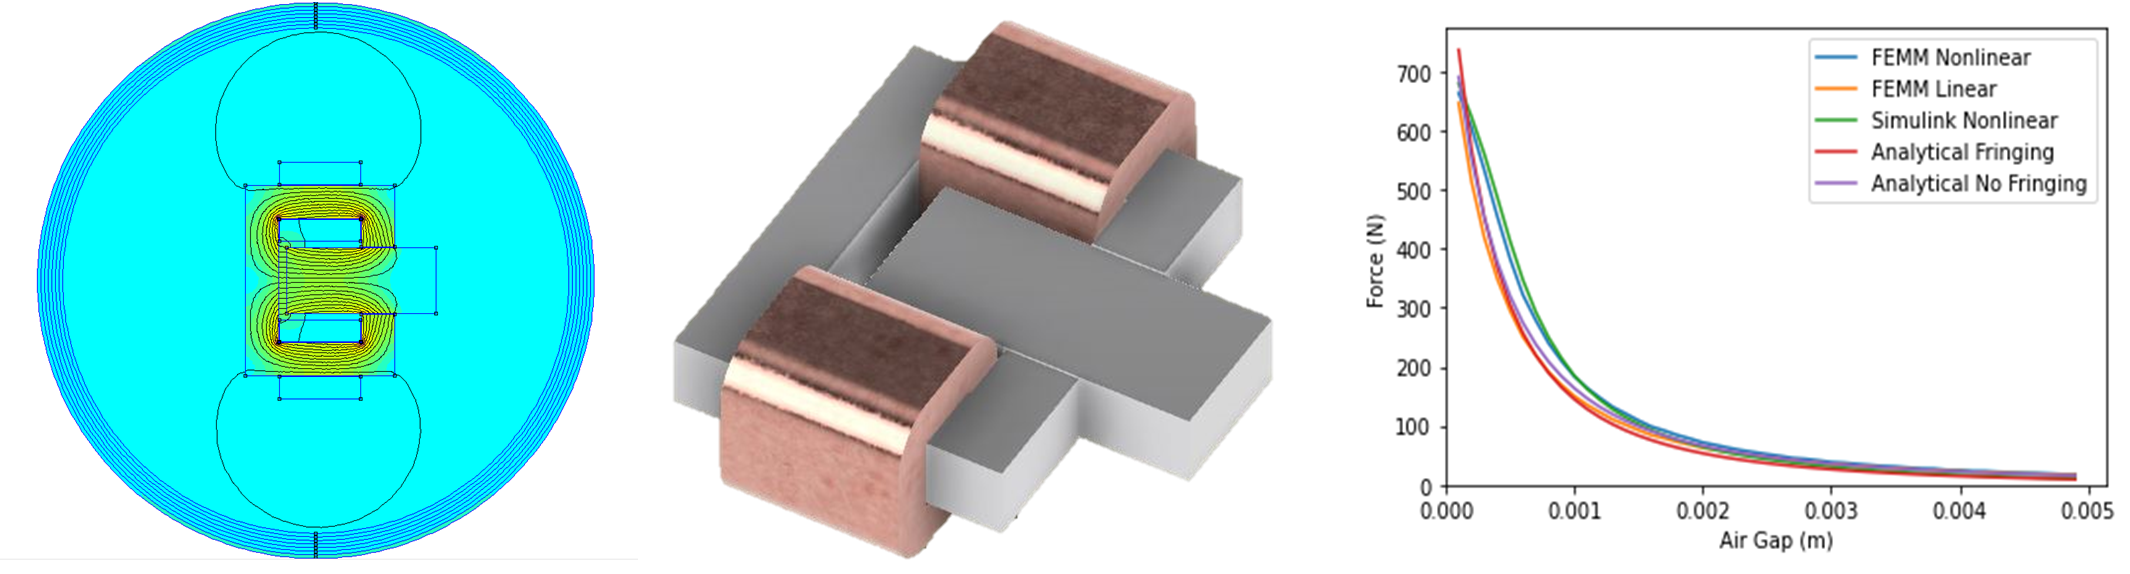 FEMM Nonlinear
FEMM Linear
Simulink Nonlinear
Analytical Fringing
Analytical No Fringing
Force (N)
700
600
500
400
300
200
100
0
0.000 0.001 0.002 0.003 0.004 0.005
Air Gap (m)